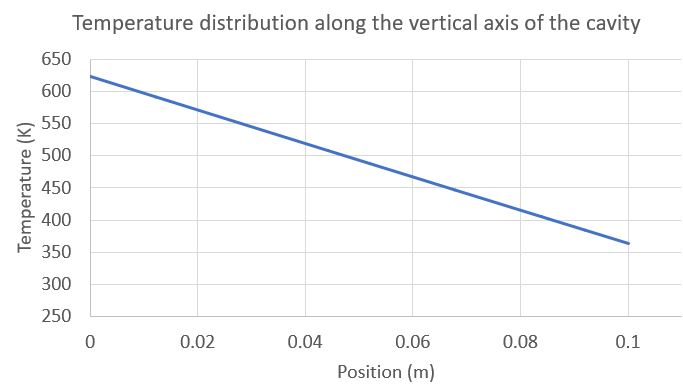 Temperature distribution along the vertical axis of the cavity
650
600
550
500
450
400
350
300
250
Temperature (K)
0 0.02 0.04 0.06 0.08 0.1
Position (m)